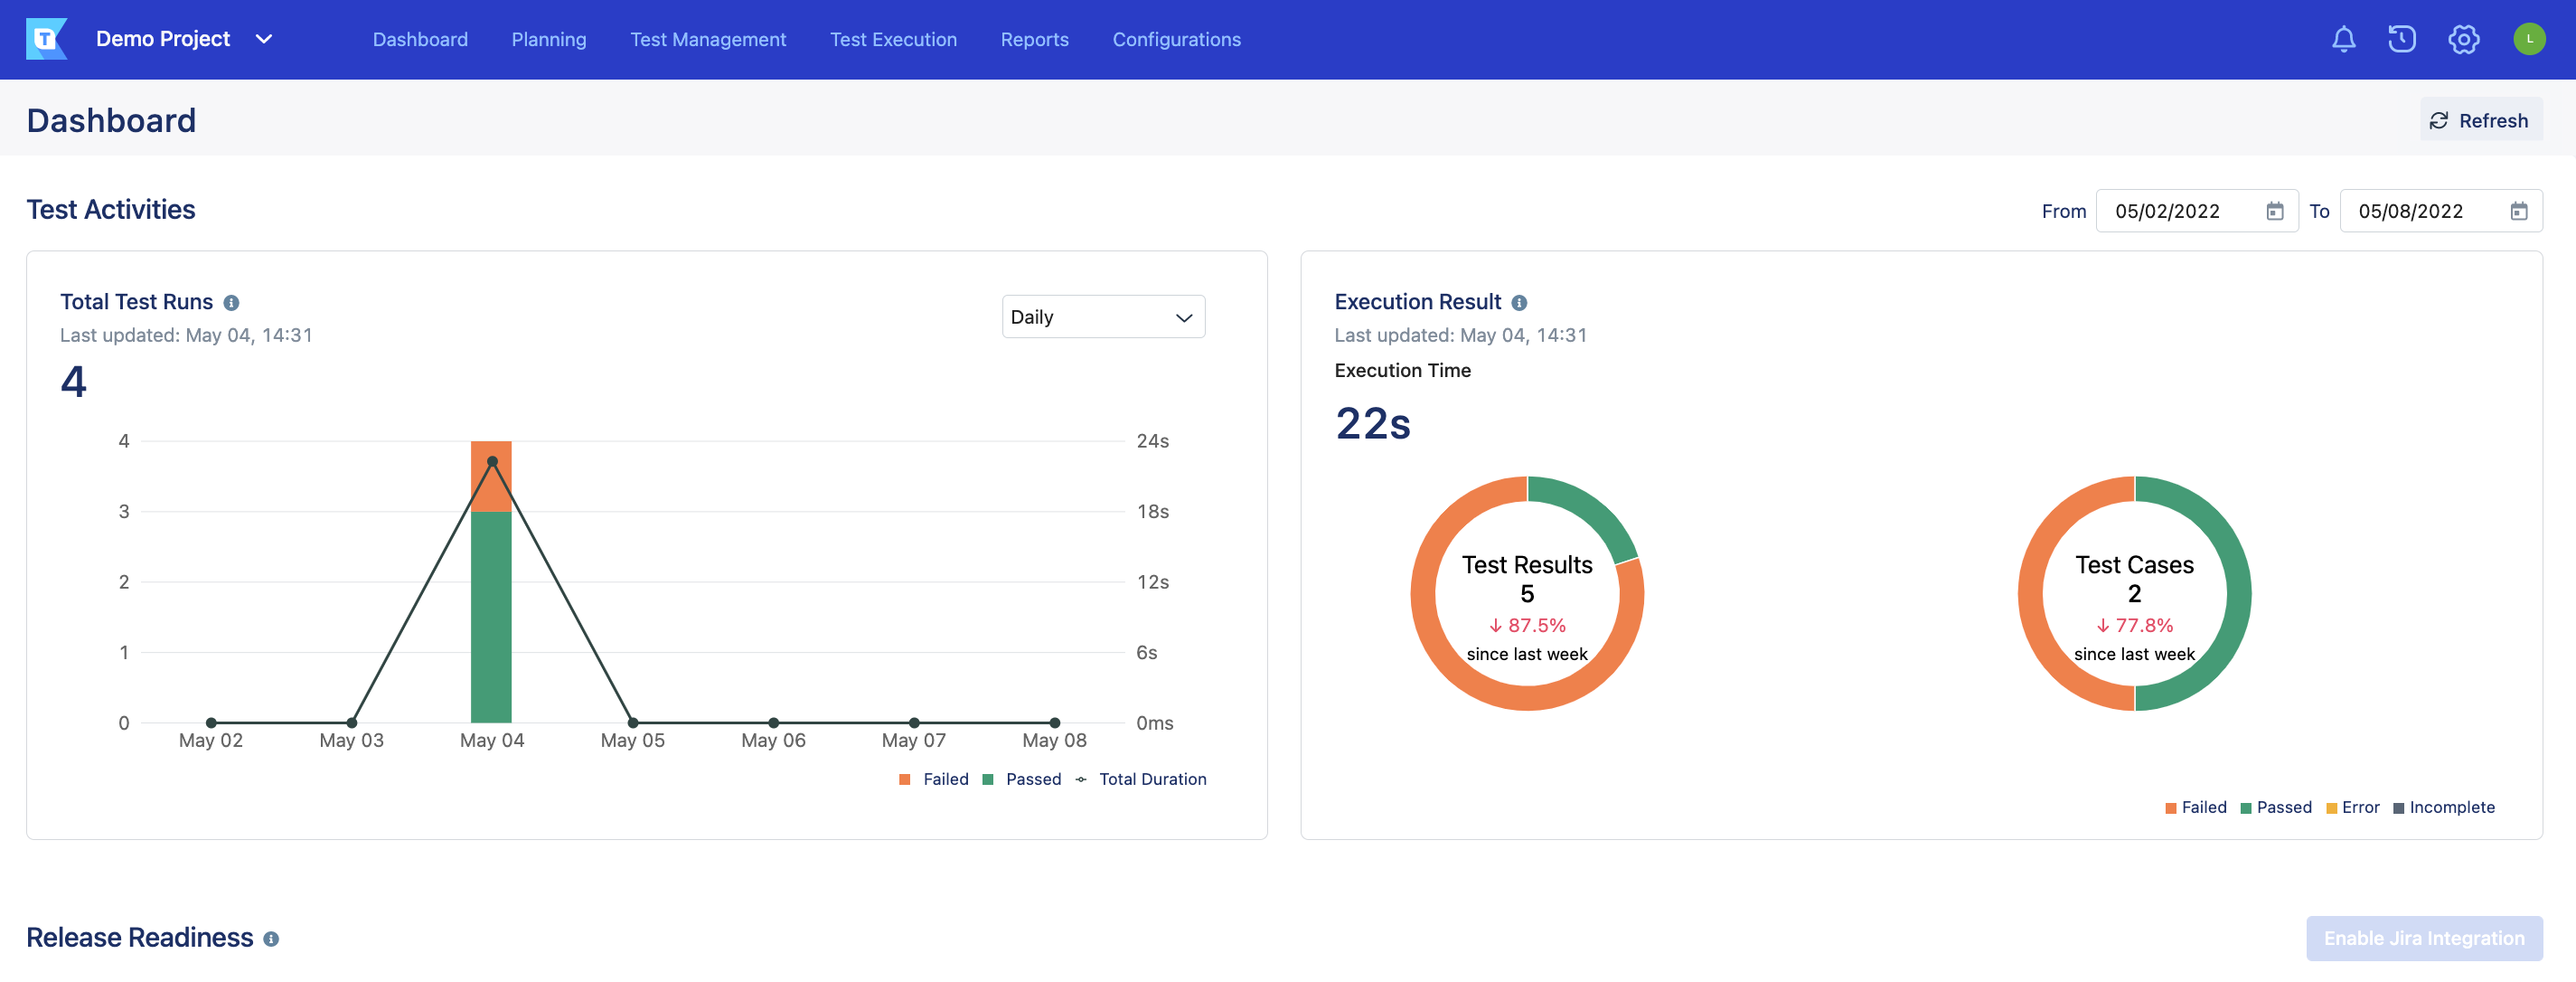 T
Demo Project
Dashboard
Planning
Test Management
Test Execution
Reports
Configurations
L
Dashboard
Refresh
Test Activities
From 05/02/2022 To 05/08/2022
Total Test Runs
Last updated: May 04, 14:31
Daily
4
4
3
2
1
0
24s
18s
12s
6s
0ms
May 02
May 03
May 04
May 05
May 06
May 07
May 08
Failed Passed Total Duration
Execution Result
Last updated: May 04, 14:31
Execution Time
22s
Test Results
5
↓ 87.5%
since last week
Test Cases
2
↓ 77.8%
since last week
Failed Passed Error Incomplete
Release Readiness
Enable Jira Integration